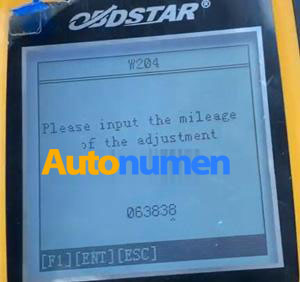 OBDSTAR®
W204
Please input the mileage
of the adjustment
Autonumen
063838
[F1][ENT][ESC]